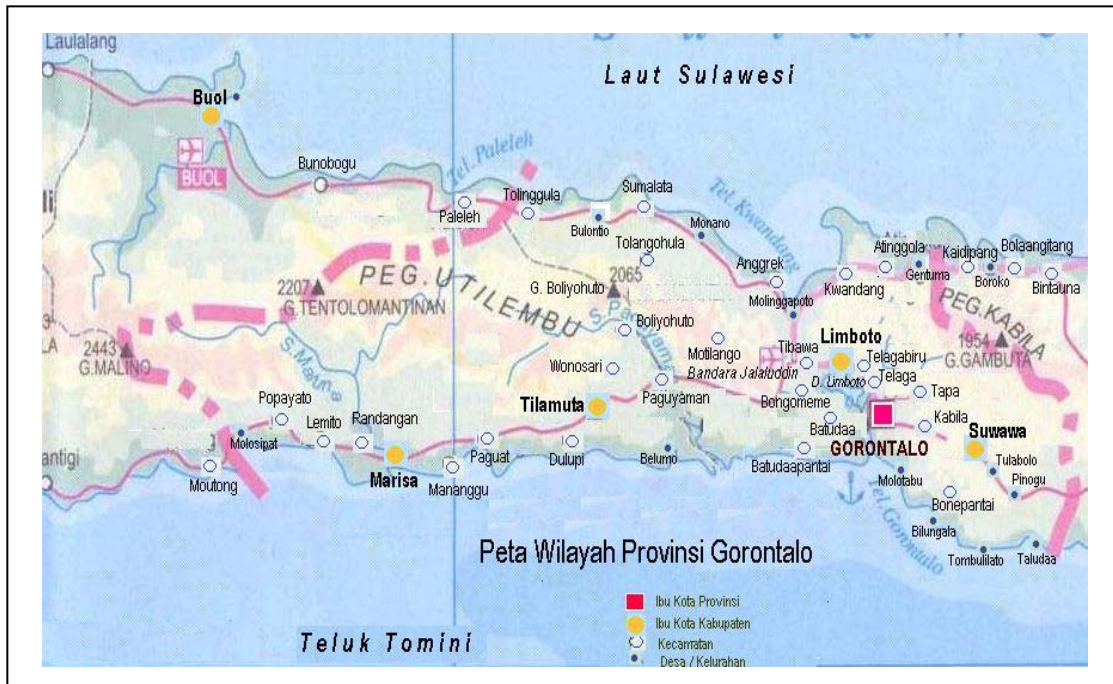 Laut Sulawesi
Laulalang
Buol
BUOL
Bunobogu
Tel. Paleleh
Paleleh
Tolinggula
Bulontio
Sumalata
Tolangohula
Monano
Tel. Kwandang
Anggrek
Molinggapoto
Kwandang
Atinggola
Gentuma
Kaidipang
Boroko
Bolaangitang
Bintauna
PEG. UTILEMBU
2207
G.TENTOLOMANTINAN
2443
G.MALINO
2065
G. Boliyohuto
Boliyohuto
Wonosari
Motilango
Bandara Jalaluddin
Tibawa
Limboto
D. Limboto
Telagabiru
Telaga
Tapa
Kabila
PEG.KABILA
1954
G.GAMBUTA
Popayato
Lemito
Randangan
Molosipat
Moutong
antigi
Marisa
Mananggu
Paguat
Dulupi
Tilamuta
Paguyaman
Belumo
Bongomeme
Batudaa
Batudaapantai
GORONTALO
Suwawa
Tulabolo
Pinogu
Molotabu
Bonepantai
Bilungala
Tombulilato
Taludaa
Tel. Gorontalo
Peta Wilayah Provinsi Gorontalo
Ibu Kota Provinsi
Ibu Kota Kabupaten
Kecamatan
Desa / Kelurahan
Teluk Tomini